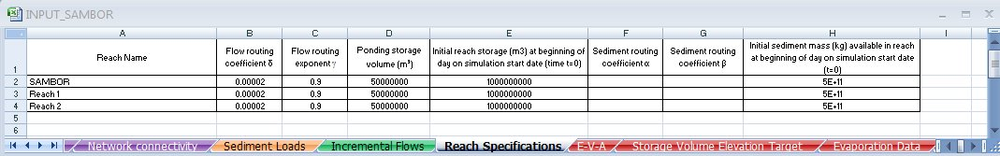 INPUT_SAMBOR
A B C D E F G H I J
1 Reach Name Flow routing coefficient δ Flow routing exponent γ Ponding storage volume (m³) Initial reach storage (m3) at beginning of day on simulation start date (time t=0) Sediment routing coefficient α Sediment routing coefficient β Initial sediment mass (kg) available in reach at beginning of day on simulation start date (t=0)
2 SAMBOR 0.00002 0.9 50000000 1000000000 5E+11
3 Reach 1 0.00002 0.9 50000000 1000000000 5E+11
4 Reach 2 0.00002 0.9 50000000 1000000000 5E+11
5
6
Network connectivity Sediment Loads Incremental Flows Reach Specifications E-V-A Storage Volume Elevation Target Evaporation Data